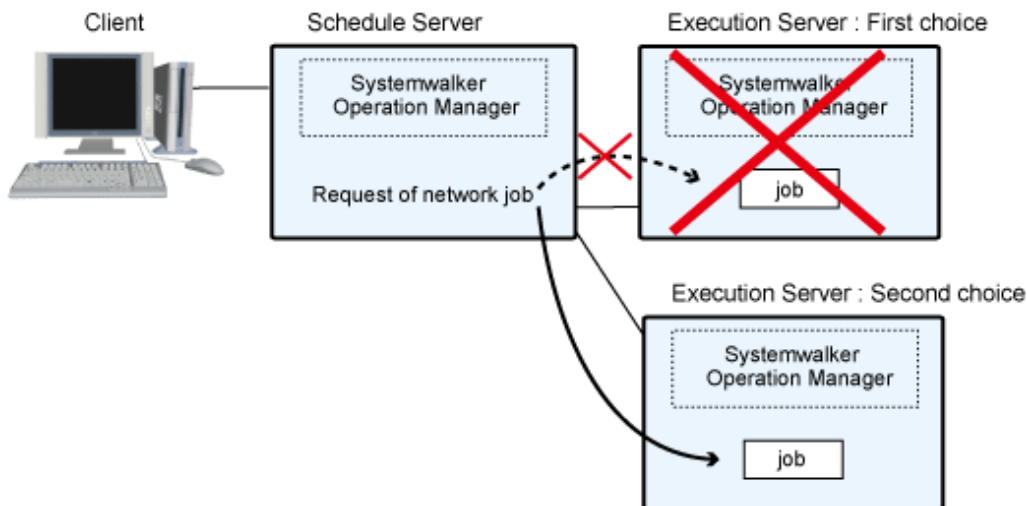 Client
Schedule Server
Execution Server : First choice
Systemwalker
Operation Manager
Systemwalker
Operation Manager
Request of network job
job
Execution Server : Second choice
Systemwalker
Operation Manager
job